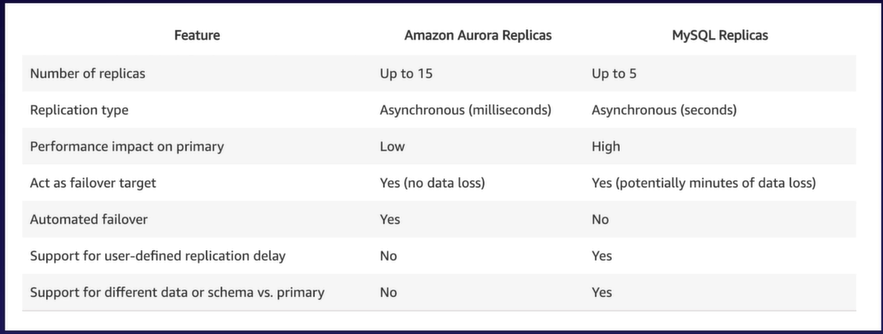 Feature Amazon Aurora Replicas MySQL Replicas
Number of replicas Up to 15 Up to 5
Replication type Asynchronous (milliseconds) Asynchronous (seconds)
Performance impact on primary Low High
Act as failover target Yes (no data loss) Yes (potentially minutes of data loss)
Automated failover Yes No
Support for user-defined replication delay No Yes
Support for different data or schema vs. primary No Yes